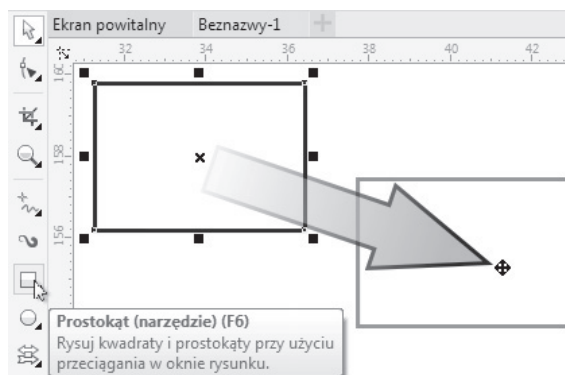 Ekran powitalny Beznazwy-1
32 34 36 38 40 42
160
158
156
Prostokąt (narzędzie) (F6)
Rysuj kwadraty i prostokąty przy użyciu
przeciągania w oknie rysunku.